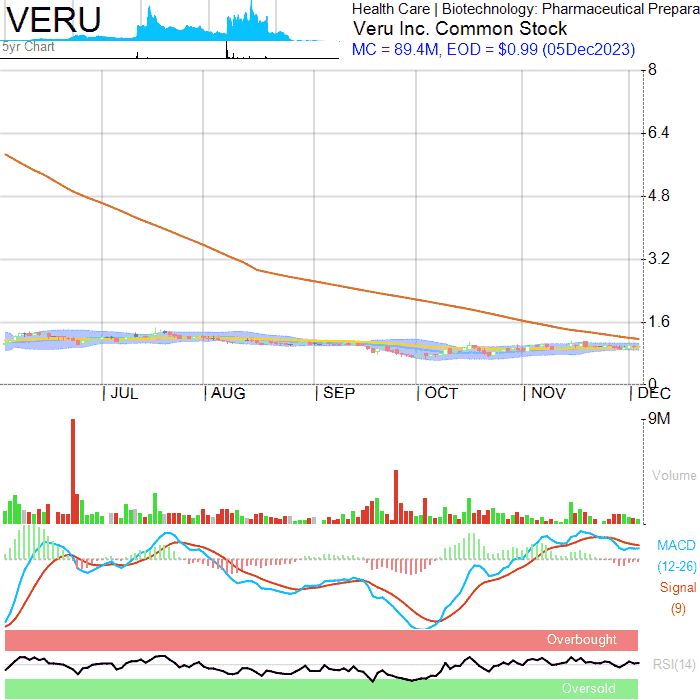 VERU
5yr Chart
Health Care | Biotechnology: Pharmaceutical Prepara
Veru Inc. Common Stock
MC = 89.4M, EOD = $0.99 (05Dec2023)
8
6.4
4.8
3.2
1.6
0
| JUL | AUG | SEP | OCT | NOV | DEC
9M
Volume
MACD
(12-26)
Signal
(9)
Overbought
RSI(14)
Oversold